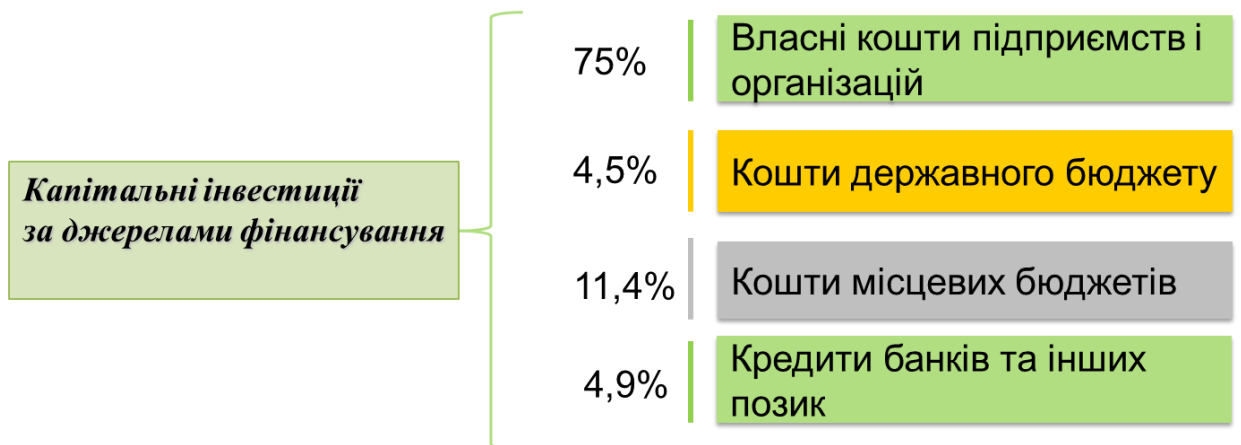 Капітальні інвестиції
за джерелами фінансування
75%
Власні кошти підприємств і
організацій
4,5%
Кошти державного бюджету
11,4%
Кошти місцевих бюджетів
4,9%
Кредити банків та інших
позик